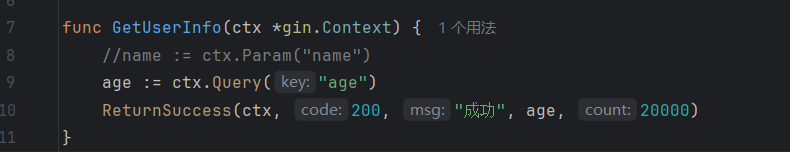 7 func GetUserInfo(ctx *gin.Context) { 1 个用法
8 //name := ctx.Param("name")
9 age := ctx.Query( key: "age")
10 ReturnSuccess(ctx, code: 200, msg: "成功", age, count: 20000)
11 }